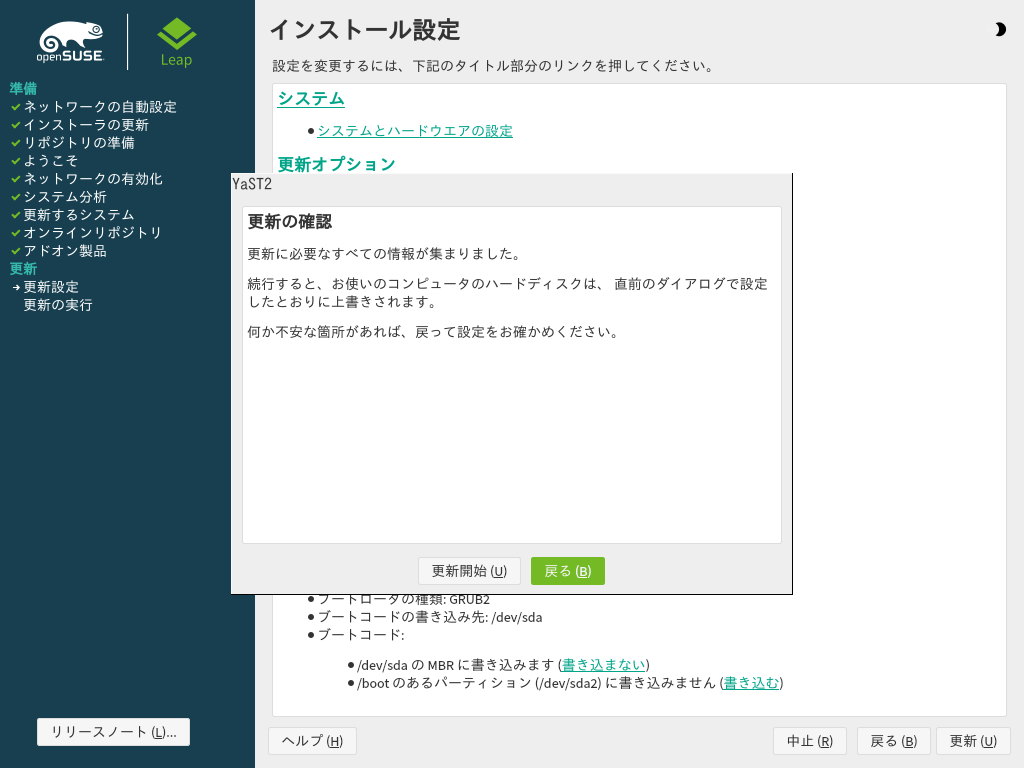 openSUSE
Leap
準備
ネットワークの自動設定
インストーラの更新
リポジトリの準備
ようこそ
ネットワークの有効化
システム分析
更新するシステム
オンラインリポジトリ
アドオン製品
更新
更新設定
更新の実行
リリースノート (L)...
インストール設定
設定を変更するには、下記のタイトル部分のリンクを押してください。
システム
システムとハードウエアの設定
更新オプション
YaST2
更新の確認
更新に必要なすべての情報が集まりました。
続行すると、お使いのコンピュータのハードディスクは、 直前のダイアログで設定
したとおりに上書きされます。
何か不安な箇所があれば、戻って設定をお確かめください。
更新開始 (U)
戻る (B)
ブートローダの種類: GRUB2
ブートコードの書き込み先: /dev/sda
ブートコード:
/dev/sda の MBR に書き込みます (書き込まない)
/boot のあるパーティション (/dev/sda2) に書き込みません (書き込む)
ヘルプ (H)
中止 (R)
戻る (B)
更新 (U)